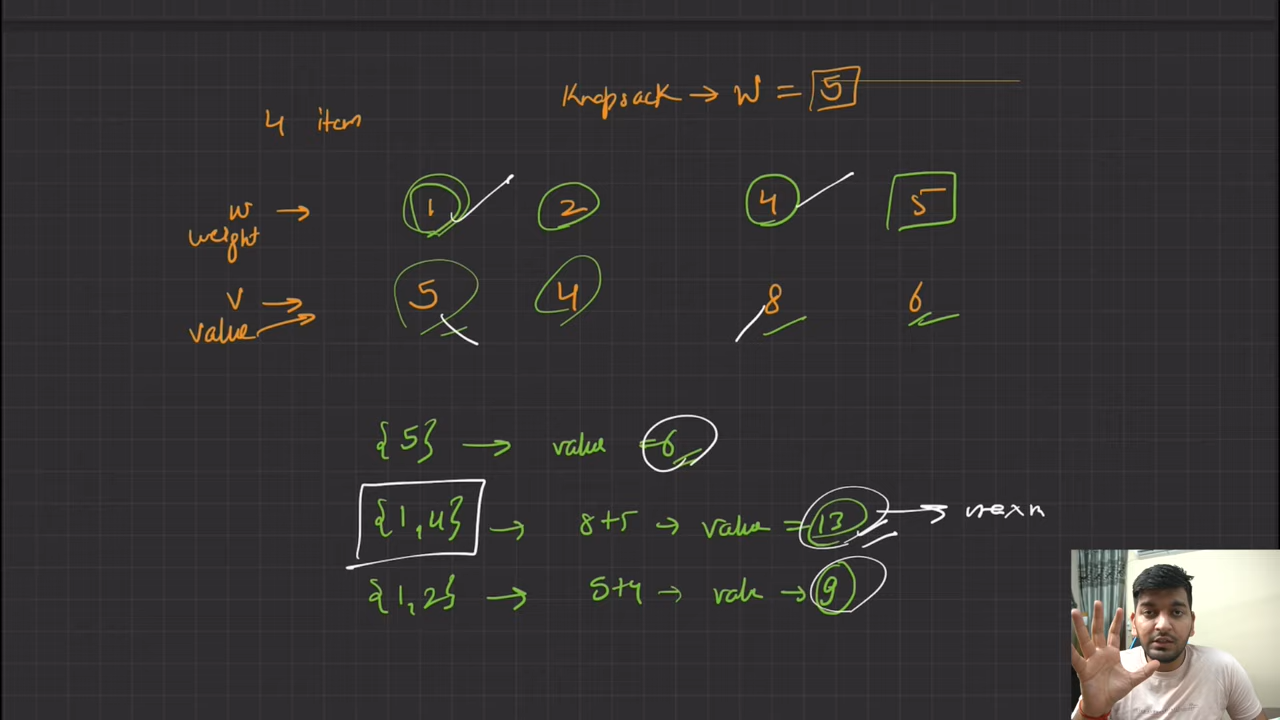 Knapsack → W = 5
4 item
w → 1 2 4 5
weight
v → 5 4 8 6
value
{5} → value = 6
{1,4} → 8+5 → value = 13 →
{1,2} → 5+4 → valu → 9